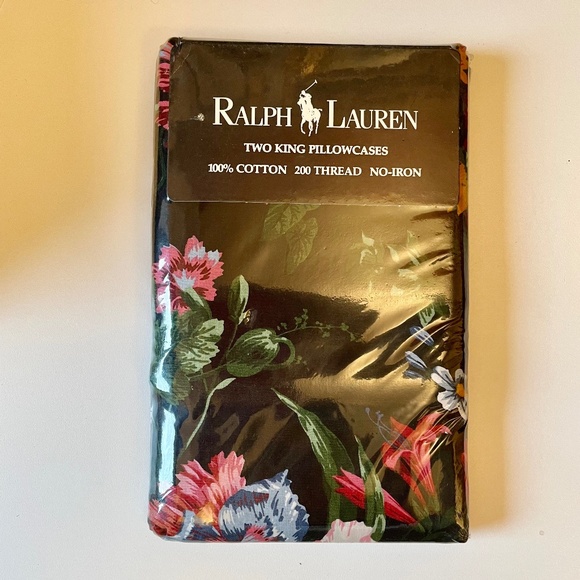 RALPH LAUREN
TWO KING PILLOWCASES
100% COTTON 200 THREAD NO-IRON